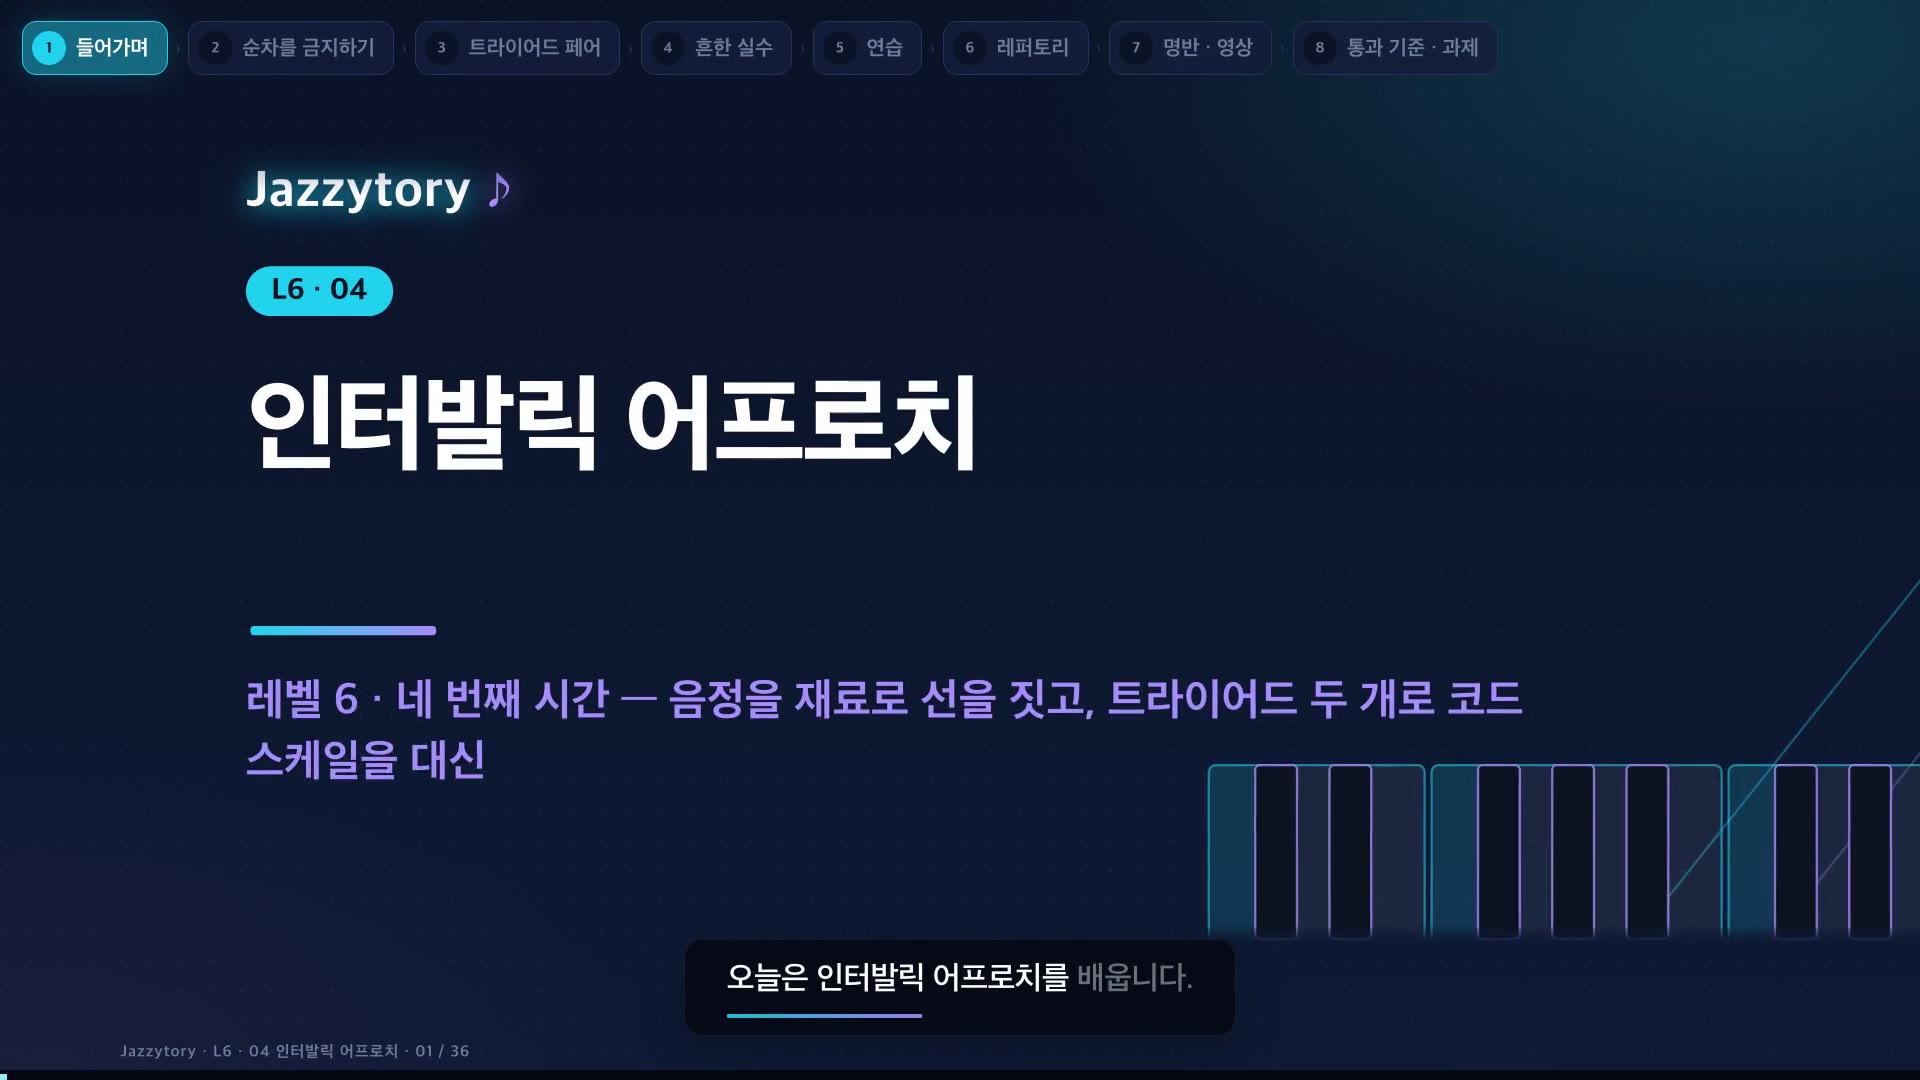 1 들어가며 › 2 순차를 금지하기 › 3 트라이어드 페어 › 4 흔한 실수 › 5 연습 › 6 레퍼토리 › 7 명반 · 영상 › 8 통과 기준 · 과제
Jazzytory ♪
L6 · 04
인터발릭 어프로치
레벨 6 · 네 번째 시간 — 음정을 재료로 선을 짓고, 트라이어드 두 개로 코드
스케일을 대신
오늘은 인터발릭 어프로치를 배웁니다.
Jazzytory · L6 · 04 인터발릭 어프로치 · 01 / 36